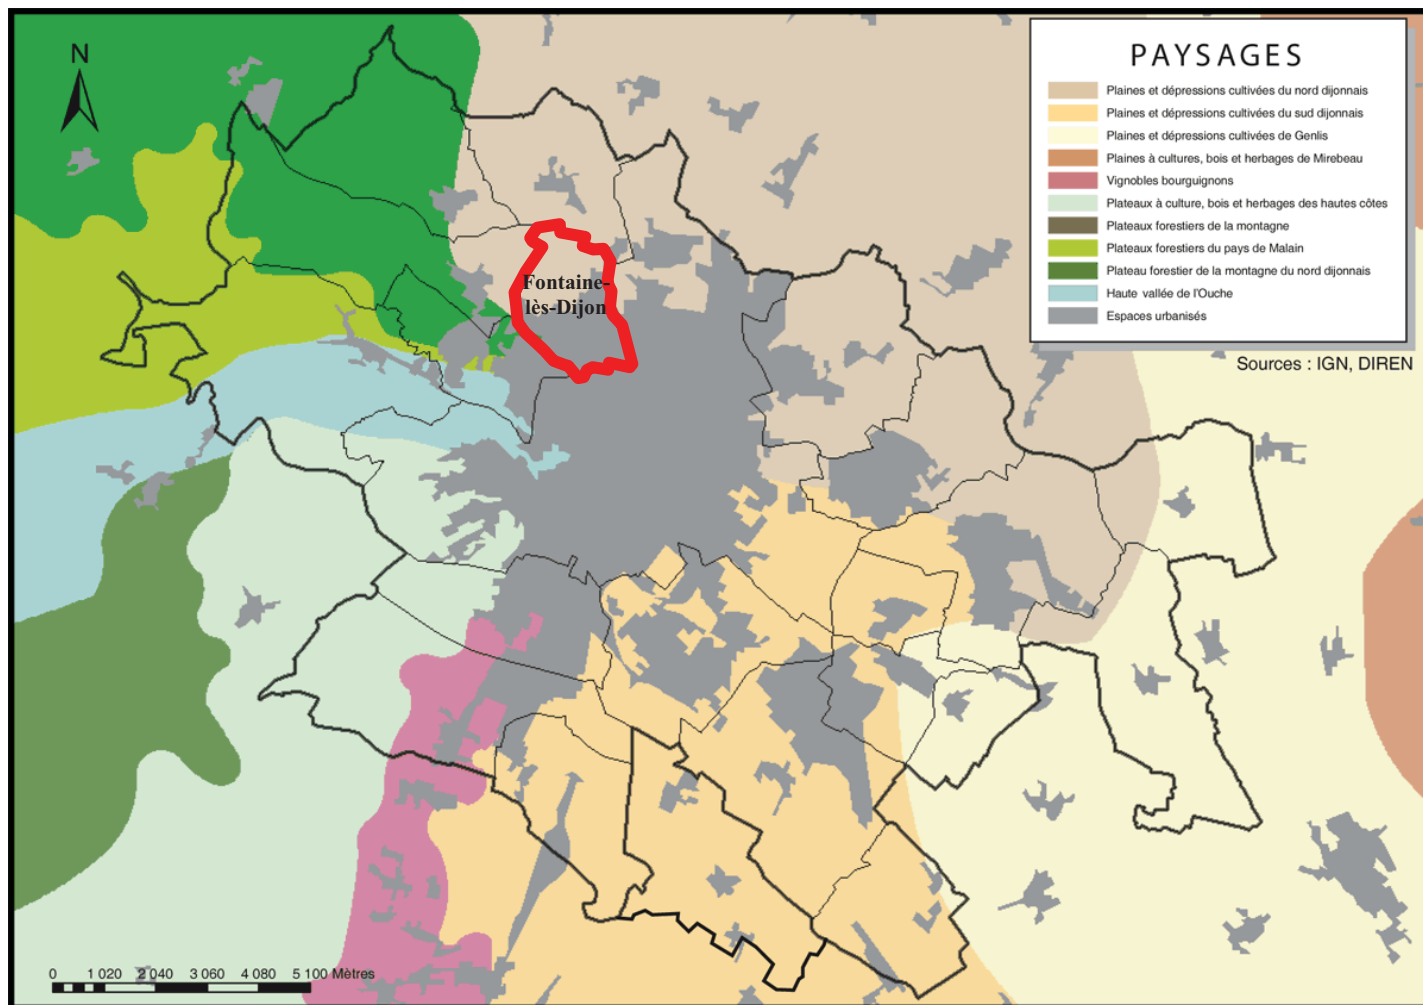 N
PAYSAGES
Plaines et dépressions cultivées du nord dijonnais
Plaines et dépressions cultivées du sud dijonnais
Plaines et dépressions cultivées de Genlis
Plaines à cultures, bois et herbages de Mirebeau
Vignobles bourguignons
Plateaux à culture, bois et herbages des hautes côtes
Plateaux forestiers de la montagne
Plateaux forestiers du pays de Malain
Plateau forestier de la montagne du nord dijonnais
Haute vallée de l'Ouche
Espaces urbanisés
Sources : IGN, DIREN
Fontaine-
lès-Dijon
0 1 020 2 040 3 060 4 080 5 100 Mètres